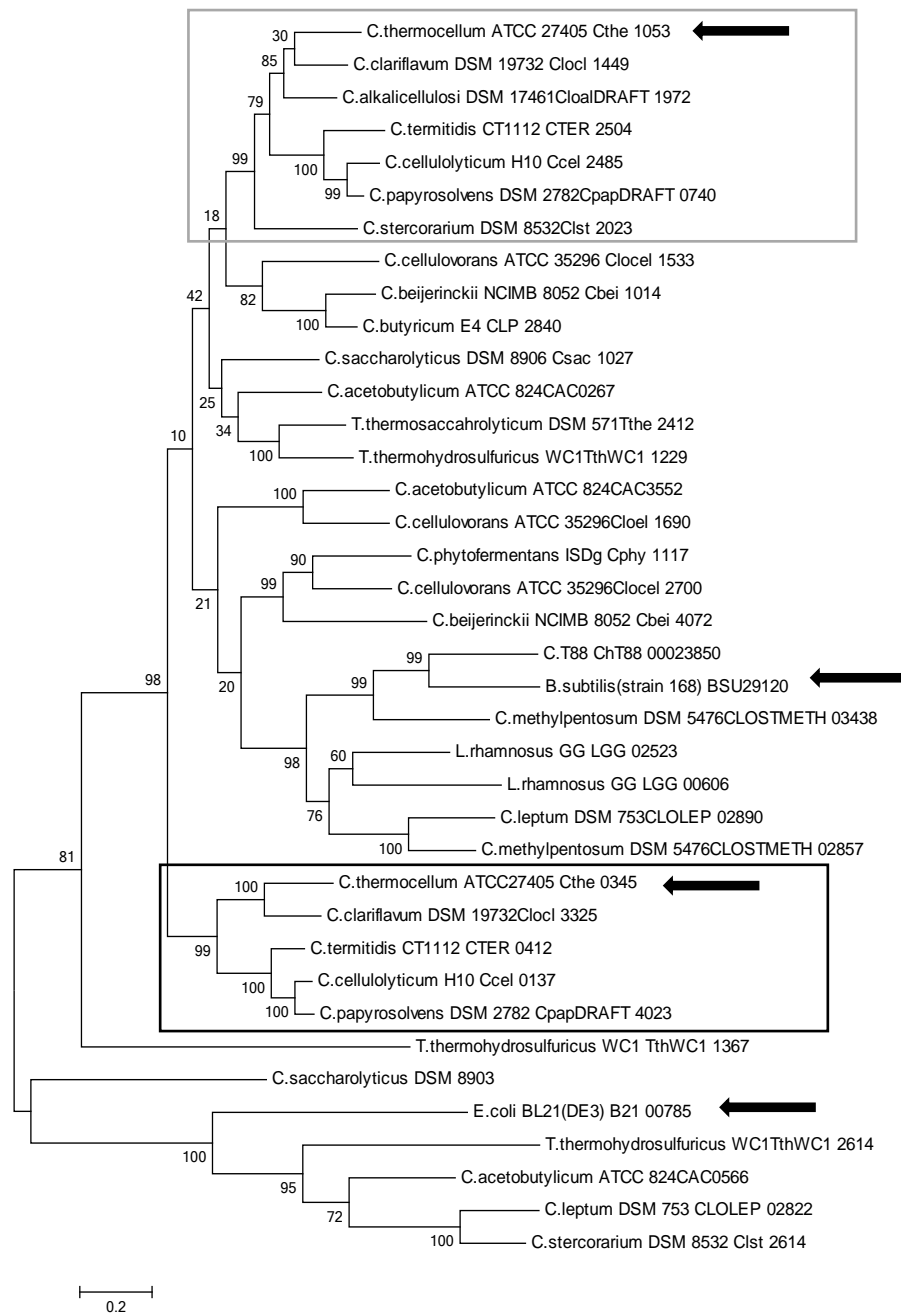 C.thermocellum ATCC 27405 Cthe 1053
30
C.clariflavum DSM 19732 Clocl 1449
85
C.alkalicellulosi DSM 17461CloalDRAFT 1972
79
C.termitidis CT1112 CTER 2504
100
C.cellulolyticum H10 Ccel 2485
99
99
C.papyrosolvens DSM 2782CpapDRAFT 0740
18
C.stercorarium DSM 8532Clst 2023
C.cellulovorans ATCC 35296 Clocel 1533
82
C.beijerinckii NCIMB 8052 Cbei 1014
42
100
C.butyricum E4 CLP 2840
C.saccharolyticus DSM 8906 Csac 1027
25
C.acetobutylicum ATCC 824CAC0267
34
T.thermosaccahrolyticum DSM 571Tthe 2412
10
100
T.thermohydrosulfuricus WC1TthWC1 1229
100
C.acetobutylicum ATCC 824CAC3552
C.cellulovorans ATCC 35296Cloel 1690
90
C.phytofermentans ISDg Cphy 1117
99
C.cellulovorans ATCC 35296Clocel 2700
21
C.beijerinckii NCIMB 8052 Cbei 4072
99
C.T88 ChT88 00023850
98
20
99
B.subtilis(strain 168) BSU29120
C.methylpentosum DSM 5476CLOSTMETH 03438
98
60
L.rhamnosus GG LGG 02523
L.rhamnosus GG LGG 00606
76
C.leptum DSM 753CLOLEP 02890
100
C.methylpentosum DSM 5476CLOSTMETH 02857
81
100
C.thermocellum ATCC27405 Cthe 0345
C.clariflavum DSM 19732Clocl 3325
99
C.termitidis CT1112 CTER 0412
100
C.cellulolyticum H10 Ccel 0137
100
C.papyrosolvens DSM 2782 CpapDRAFT 4023
T.thermohydrosulfuricus WC1 TthWC1 1367
C.saccharolyticus DSM 8903
E.coli BL21(DE3) B21 00785
100
T.thermohydrosulfuricus WC1TthWC1 2614
95
C.acetobutylicum ATCC 824CAC0566
72
C.leptum DSM 753 CLOLEP 02822
100
C.stercorarium DSM 8532 Clst 2614
0.2